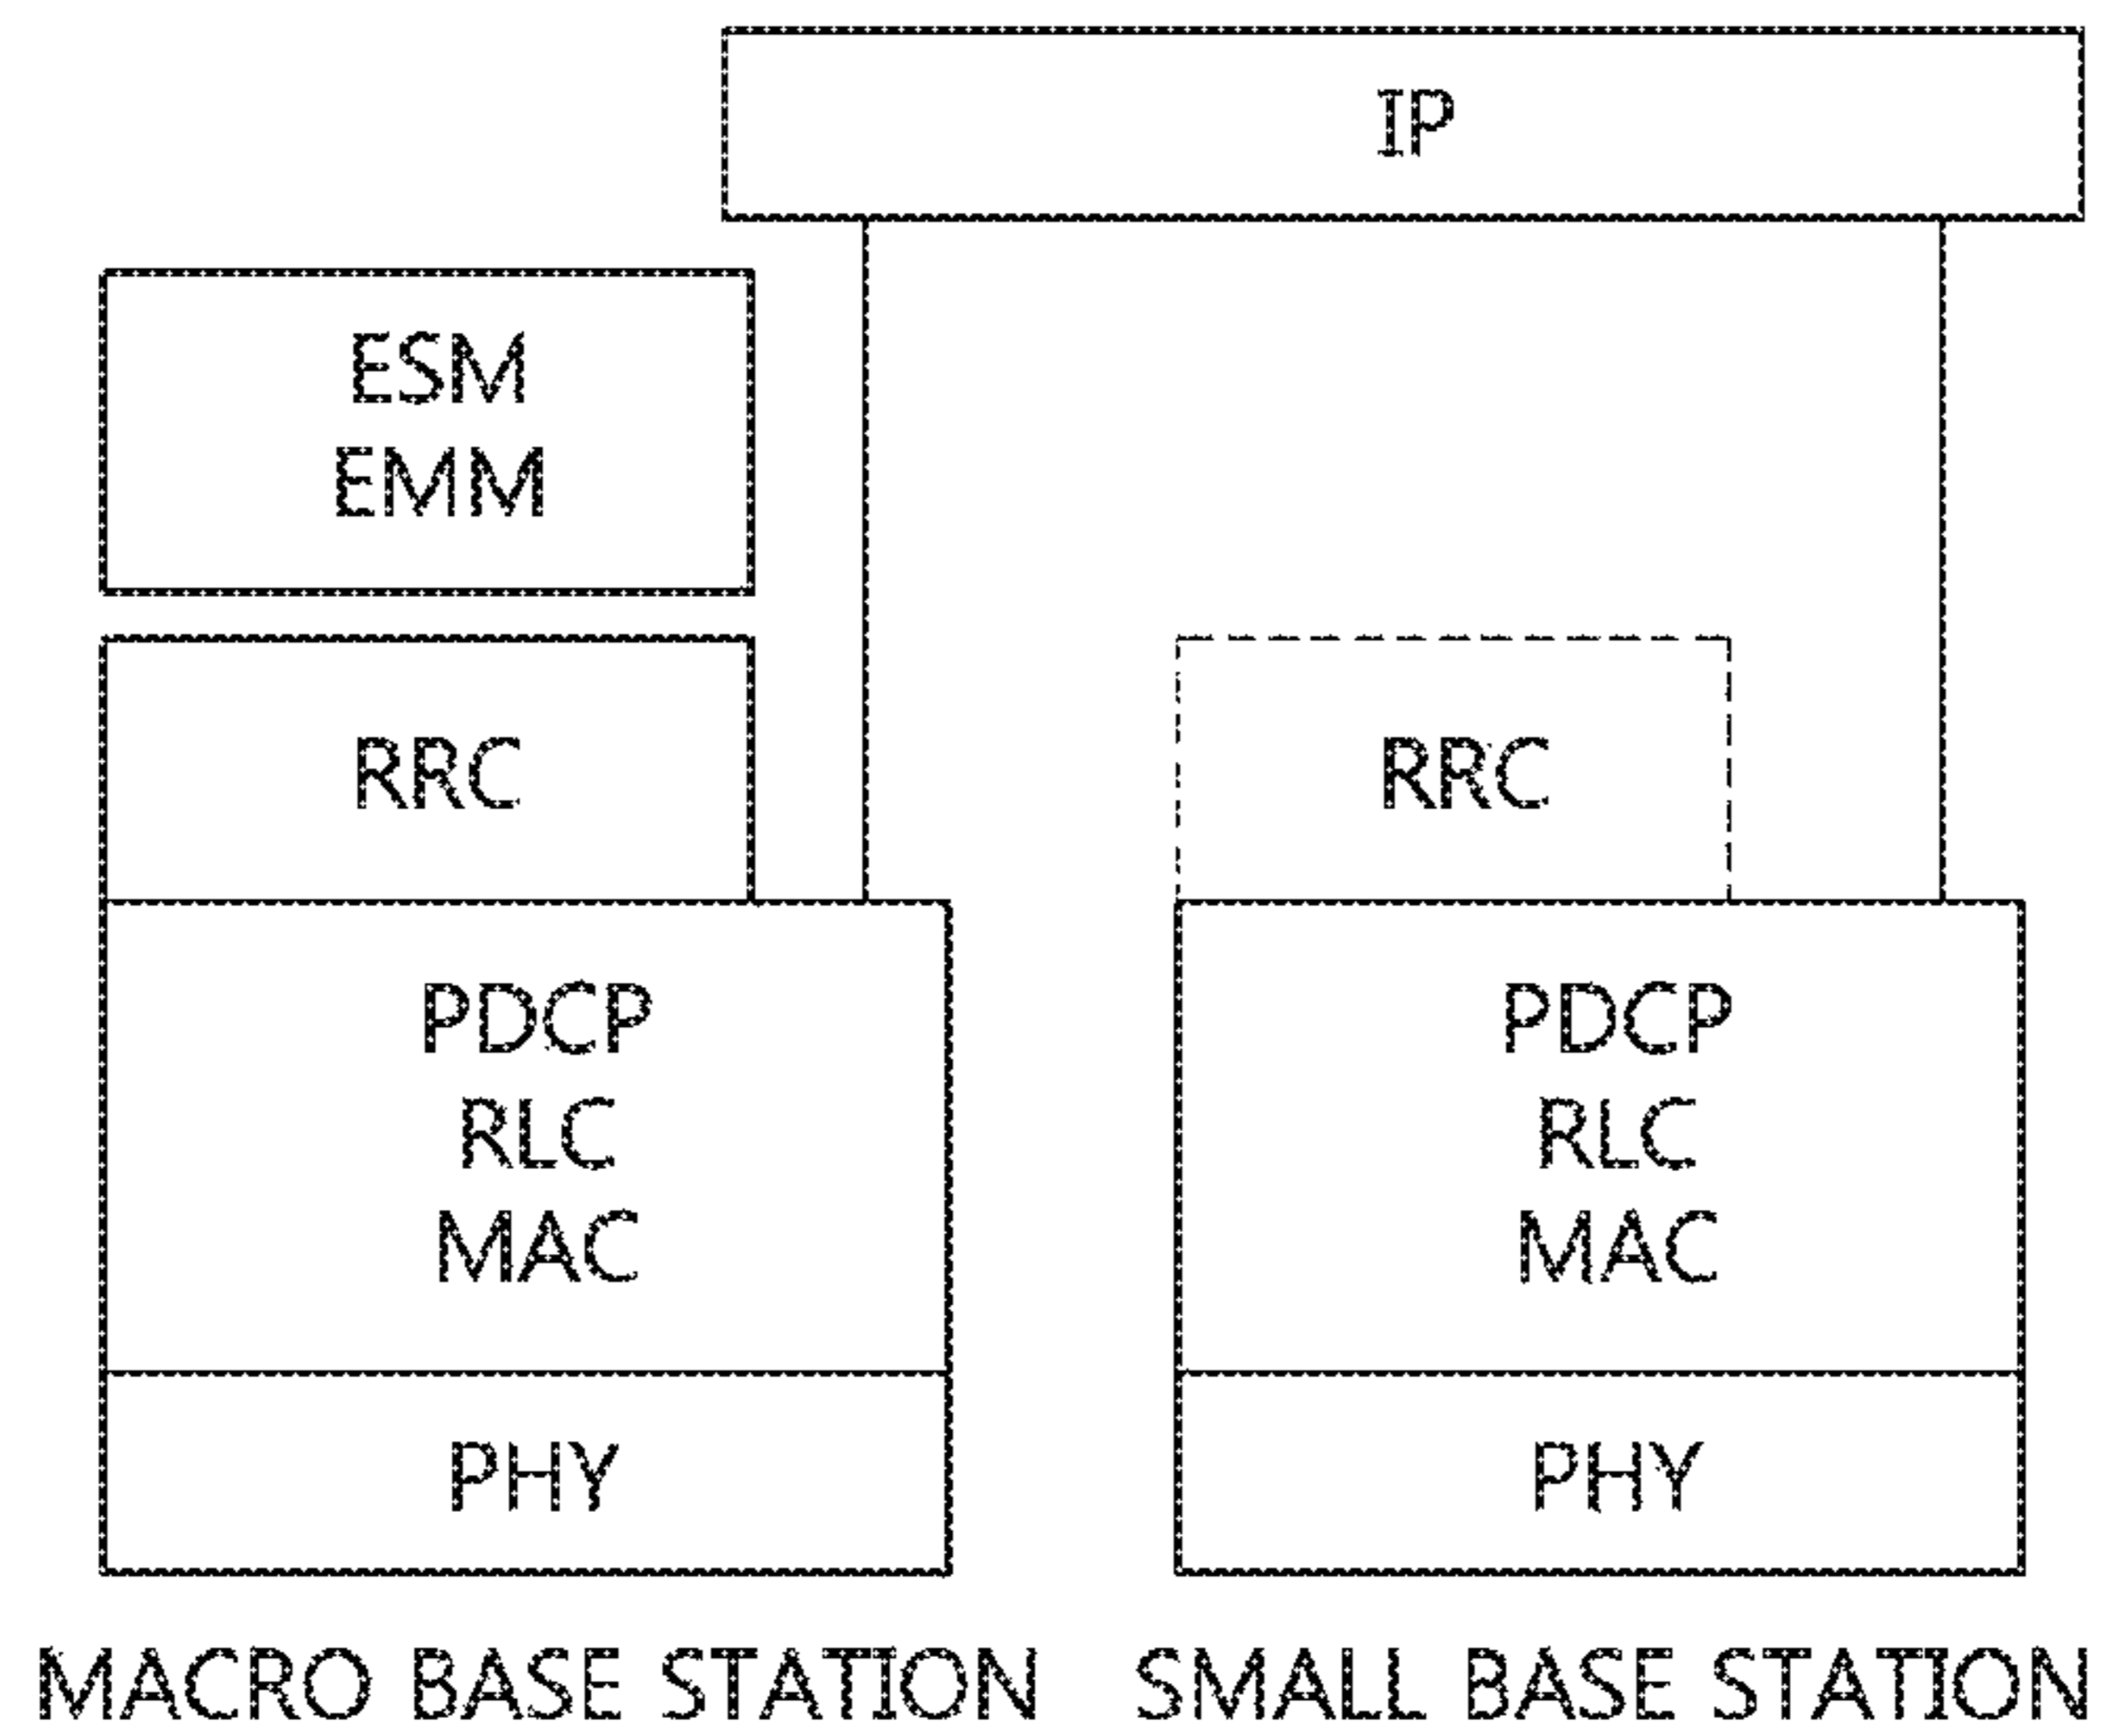 IP
ESM
EMM
RRC
RRC
PDCP
RLC
MAC
PDCP
RLC
MAC
PHY
PHY
MACRO BASE STATION
SMALL BASE STATION